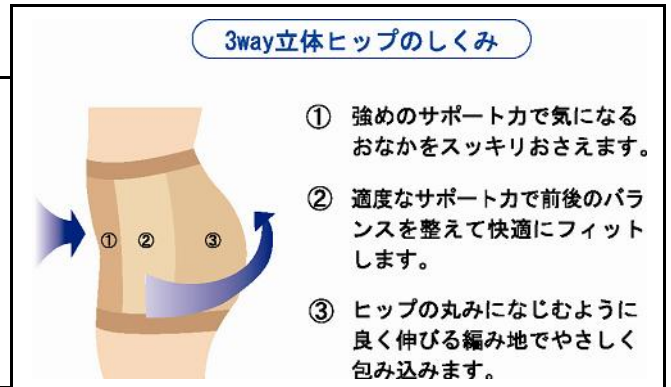 3way立体ヒップのしくみ
① 強めのサポート力で気になる
おなかをスッキリおさえます。
② 適度なサポート力で前後のバラ
ンスを整えて快適にフィット
します。
③ ヒップの丸みになじむように
良く伸びる編み地でやさしく
包み込みます。
① ② ③